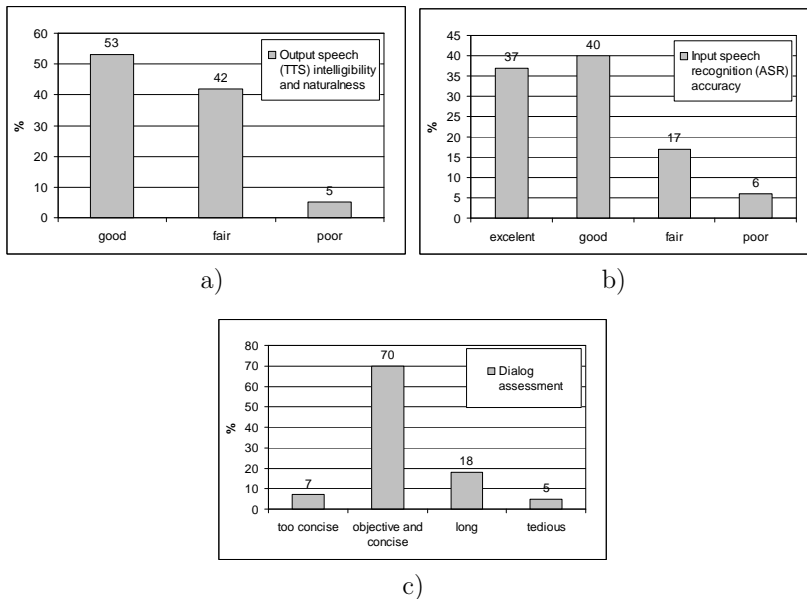 60
50
40
30
20
10
0
%
53
42
5
good fair poor
Output speech
(TTS) intelligibility
and naturalness
a)
45
40
35
30
25
20
15
10
5
0
%
37
40
17
6
excelent good fair poor
Input speech
recognition (ASR)
accuracy
b)
80
70
60
50
40
30
20
10
0
%
7
70
18
5
too concise objective and long tedious
concise
Dialog
assessment
c)